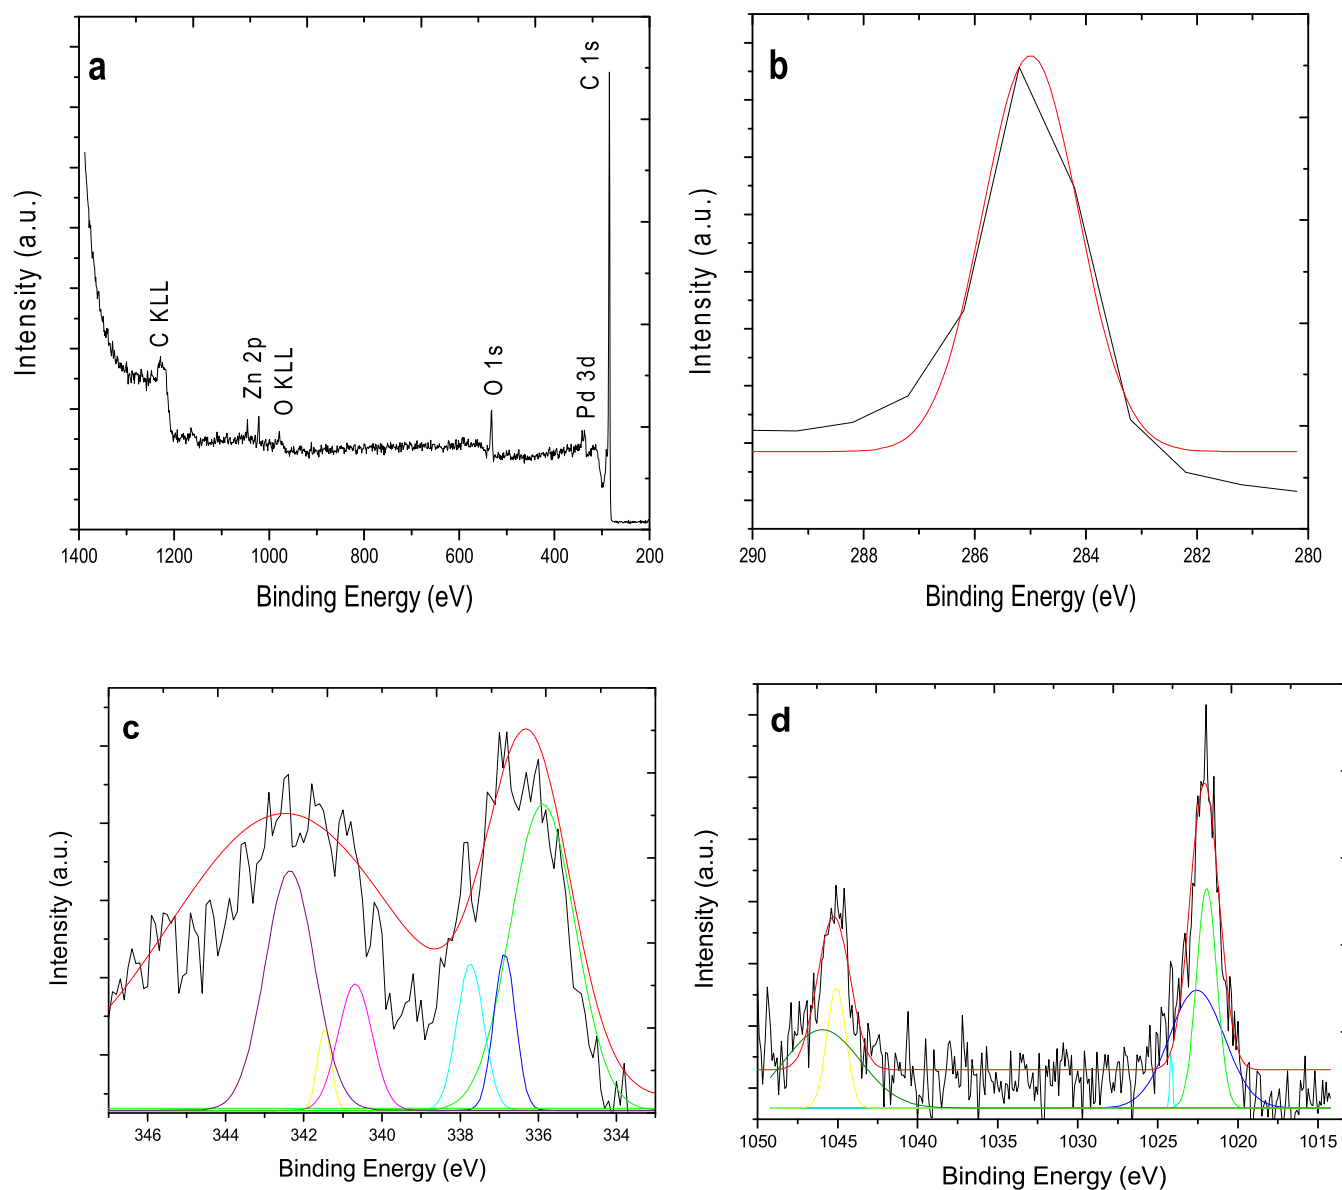 a
C 1s
C KLL
Zn 2p
O KLL
O 1s
Pd 3d
Intensity (a.u.)
1400 1200 1000 800 600 400 200
Binding Energy (eV)
b
Intensity (a.u.)
290 288 286 284 282 280
Binding Energy (eV)
c
Intensity (a.u.)
346 344 342 340 338 336 334
Binding Energy (eV)
d
Intensity (a.u.)
1050 1045 1040 1035 1030 1025 1020 1015
Binding Energy (eV)